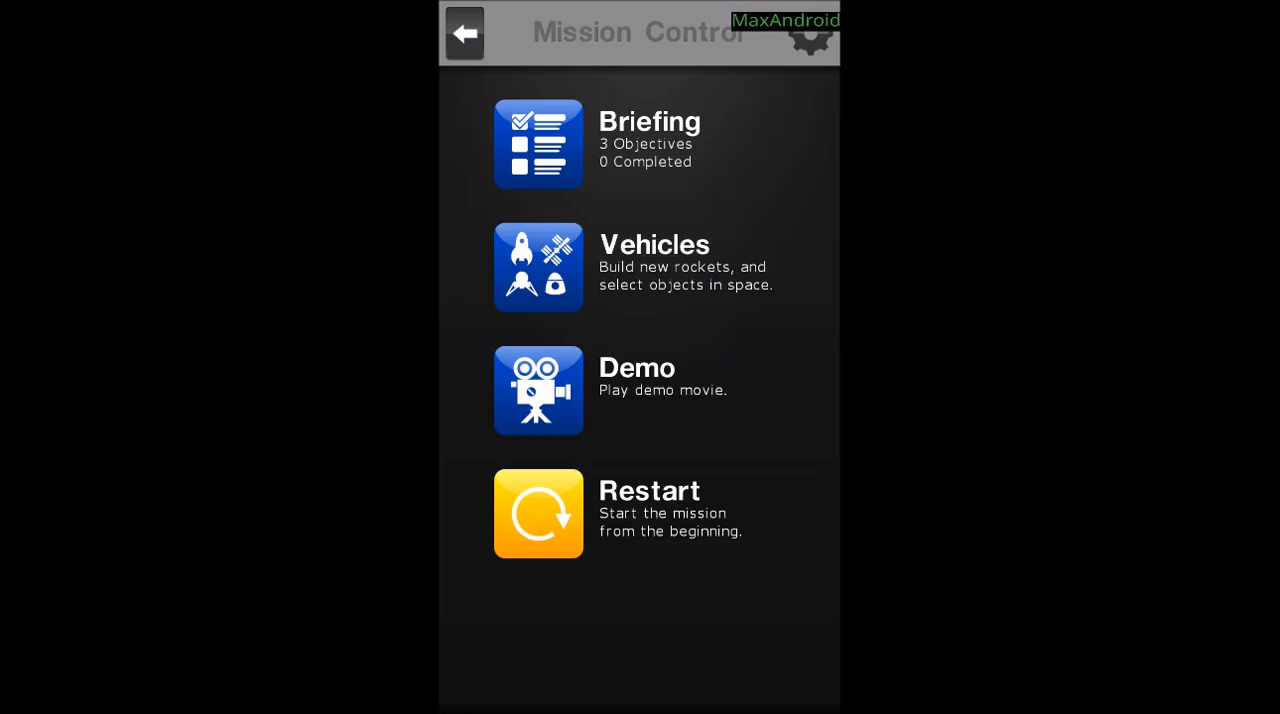 Mission Control
MaxAndroid
Briefing
3 Objectives
0 Completed
Vehicles
Build new rockets, and
select objects in space.
Demo
Play demo movie.
Restart
Start the mission
from the beginning.